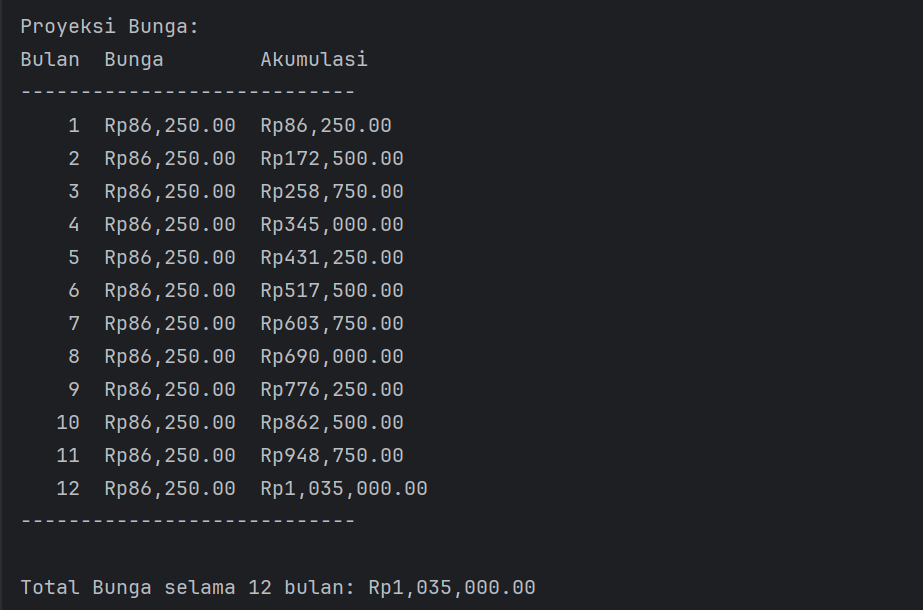 Proyeksi Bunga:
Bulan  Bunga        Akumulasi
----------------------------
    1  Rp86,250.00  Rp86,250.00
    2  Rp86,250.00  Rp172,500.00
    3  Rp86,250.00  Rp258,750.00
    4  Rp86,250.00  Rp345,000.00
    5  Rp86,250.00  Rp431,250.00
    6  Rp86,250.00  Rp517,500.00
    7  Rp86,250.00  Rp603,750.00
    8  Rp86,250.00  Rp690,000.00
    9  Rp86,250.00  Rp776,250.00
   10  Rp86,250.00  Rp862,500.00
   11  Rp86,250.00  Rp948,750.00
   12  Rp86,250.00  Rp1,035,000.00
----------------------------
Total Bunga selama 12 bulan: Rp1,035,000.00